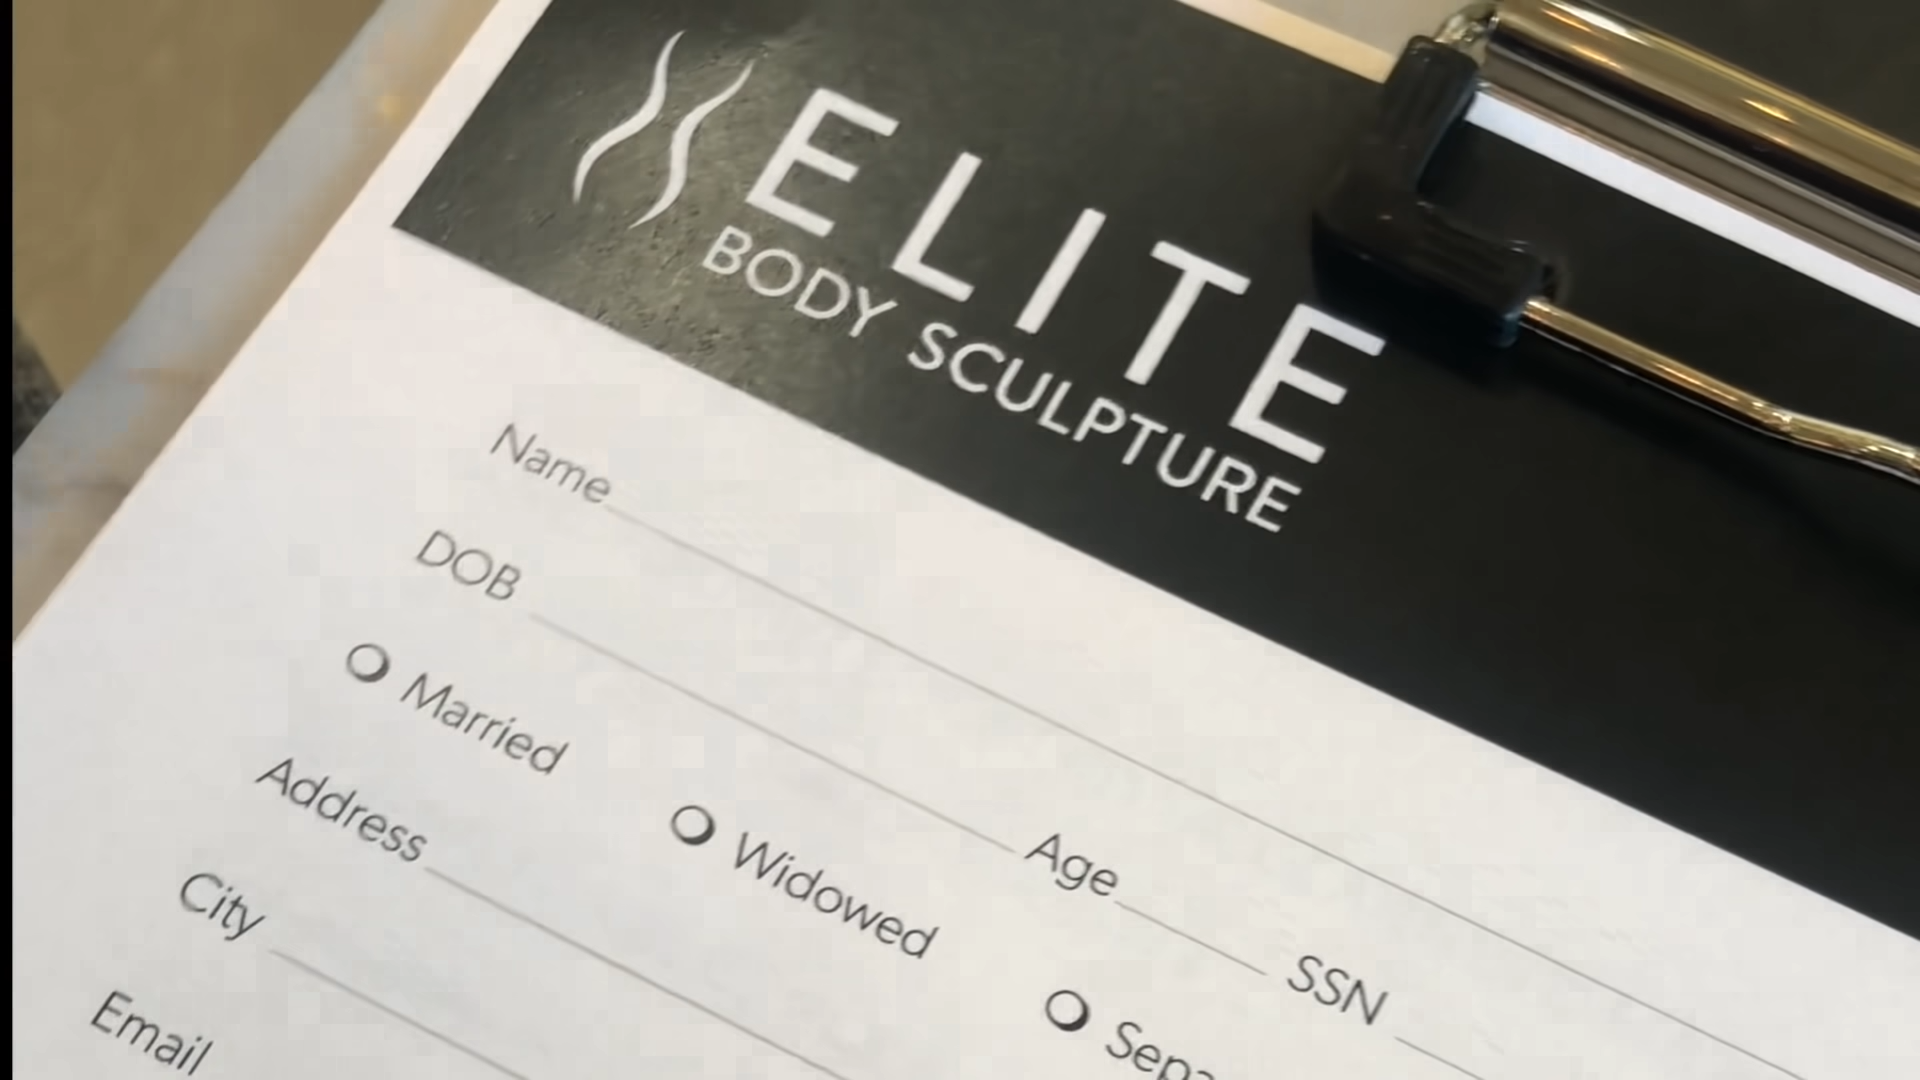 ELITE
BODY SCULPTURE
Name
DOB Age SSN
Married Widowed
Address
City
Email